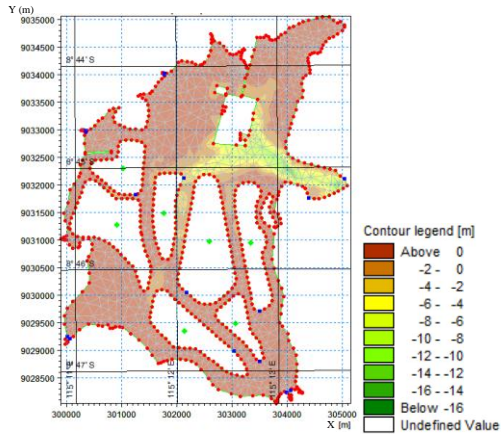 Y (m)
9035000
9034500
9034000
9033500
9033000
9032500
9032000
9031500
9031000
9030500
9030000
9029500
9029000
9028500
8° 44' S
8° 46' S
8° 47' S
115° 12' E
115° 13' E
300000 301000 302000 303000 304000 305000
X [m]
Contour legend [m]
Above 0
-2 - 0
-4 - -2
-6 - -4
-8 - -6
-10 - -8
-12 - -10
-14 - -12
-16 - -14
Below -16
Undefined Value